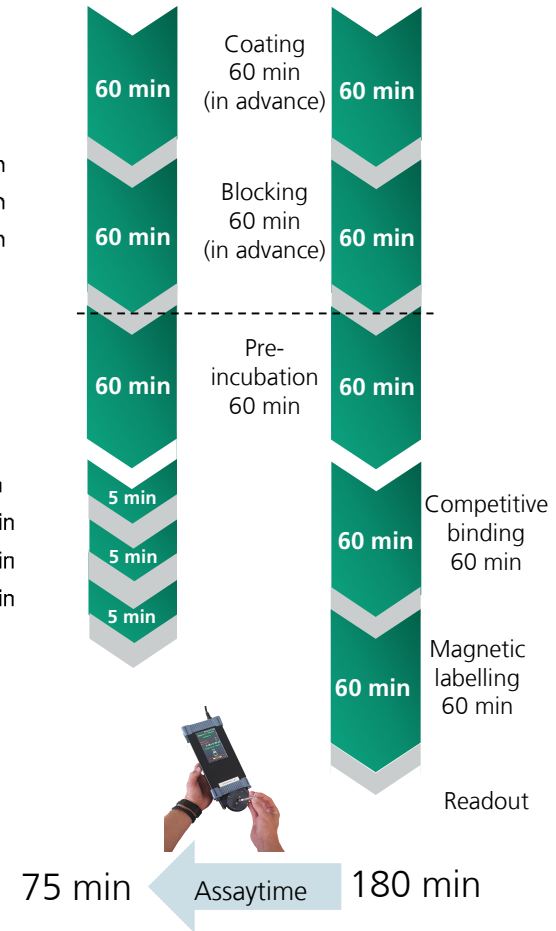 60 min
Coating
60 min
(in advance)
60 min
60 min
Blocking
60 min
(in advance)
60 min
60 min
Pre-
incubation
60 min
60 min
5 min
5 min
5 min
60 min
Competitive
binding
60 min
60 min
Magnetic
labelling
60 min
Readout
75 min
Assaytime
180 min